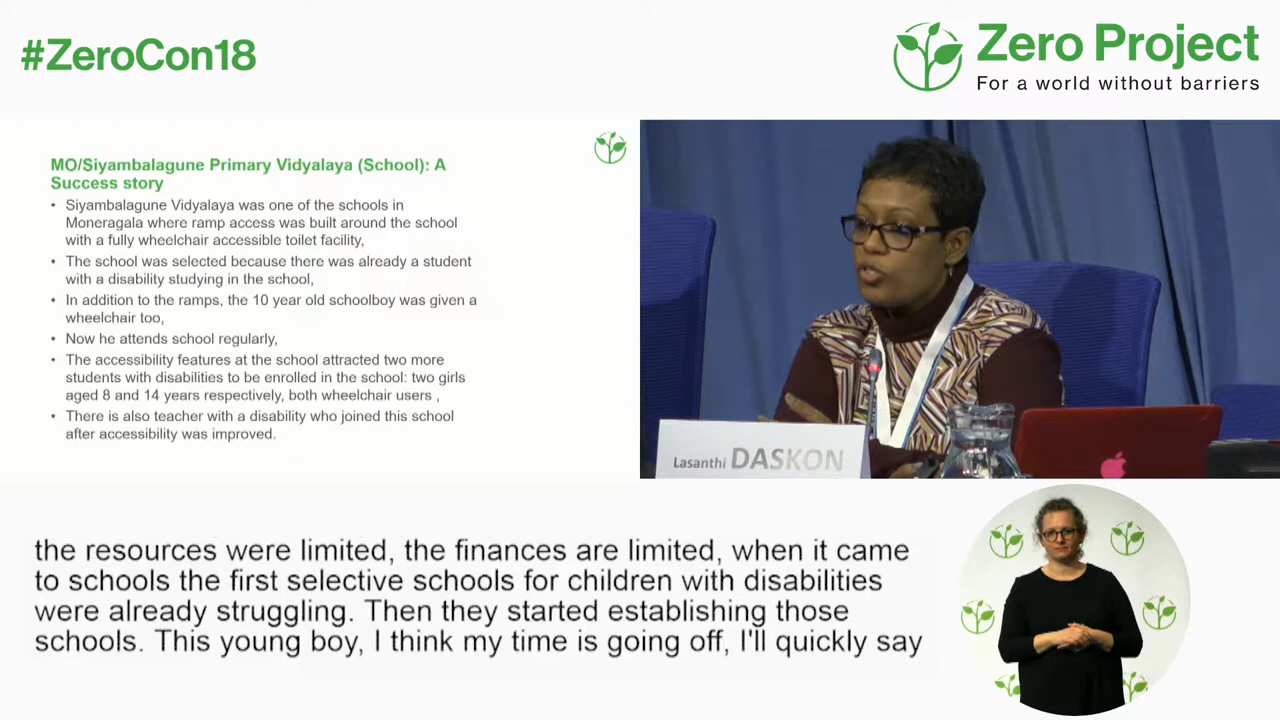 #ZeroCon18
Zero Project
For a world without barriers
MO/Siyambalagune Primary Vidyalaya (School): A
Success story
• Siyambalagune Vidyalaya was one of the schools in
Moneragala where ramp access was built around the school
with a fully wheelchair accessible toilet facility,
• The school was selected because there was already a student
with a disability studying in the school,
• In addition to the ramps, the 10 year old schoolboy was given a
wheelchair too,
• Now he attends school regularly,
• The accessibility features at the school attracted two more
students with disabilities to be enrolled in the school: two girls
aged 8 and 14 years respectively, both wheelchair users ,
• There is also teacher with a disability who joined this school
after accessibility was improved.
Lasanthi DASKON
the resources were limited, the finances are limited, when it came
to schools the first selective schools for children with disabilities
were already struggling. Then they started establishing those
schools. This young boy, I think my time is going off, I'll quickly say